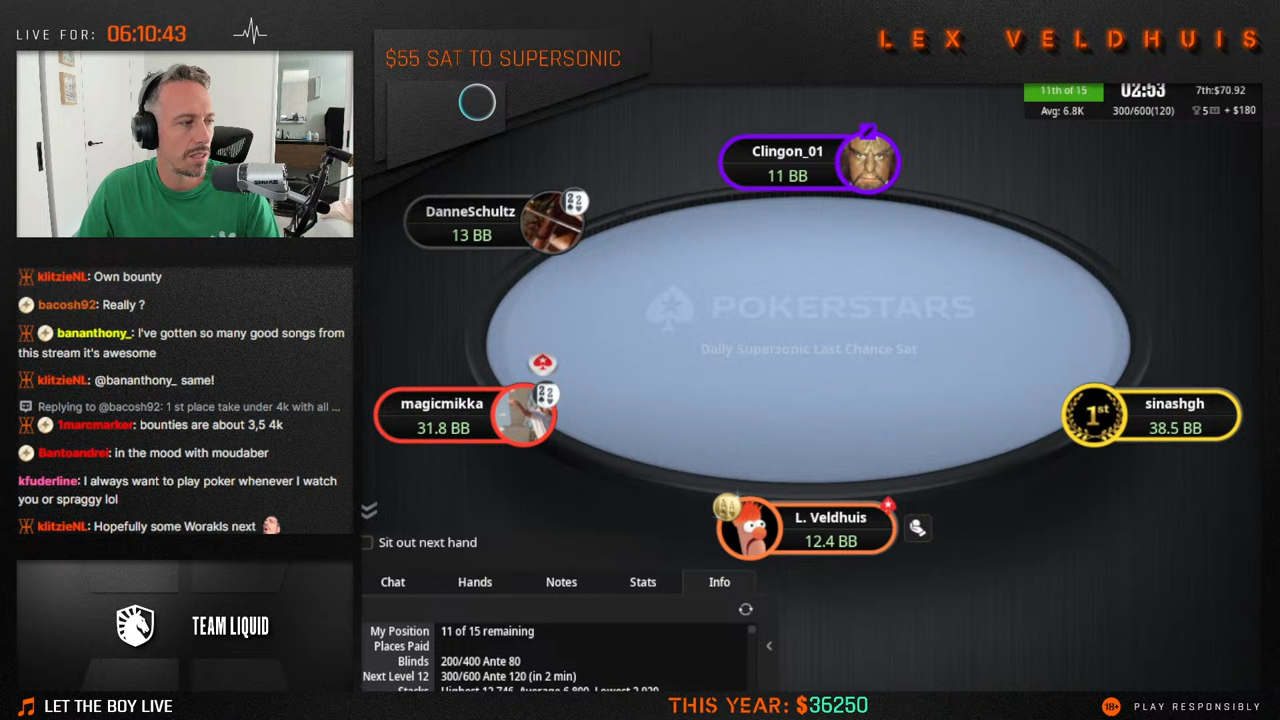 LIVE FOR: 06:10:43
$55 SAT TO SUPERSONIC
LEX VELDHUIS
11th of 15
02:53
7th:$70.92
Avg: 6.8K
300/600(120)
+ $180
Clingon_01
11 BB
DanneSchultz
13 BB
POKERSTARS
Daily Supersonic Last Chance Sat
magicmikka
31.8 BB
1st
sinashgh
38.5 BB
L. Veldhuis
12.4 BB
klitzieNL: Own bounty
bacosh92: Really ?
bananthony_: I've gotten so many good songs from
this stream it's awesome
klitzieNL: @bananthony_ same!
Replying to @bacosh92: 1 st place take under 4k with all ...
1marcmarker: bounties are about 3,5 4k
Bantoandrei: in the mood with moudaber
kfuderline: I always want to play poker whenever I watch
you or spraggy lol
klitzieNL: Hopefully some Worakls next
Sit out next hand
Chat
Hands
Notes
Stats
Info
My Position 11 of 15 remaining
Places Paid
Blinds 200/400 Ante 80
Next Level 12 300/600 Ante 120 (in 2 min)
TEAM LIQUID
LET THE BOY LIVE
THIS YEAR: $36250
18+ PLAY RESPONSIBLY